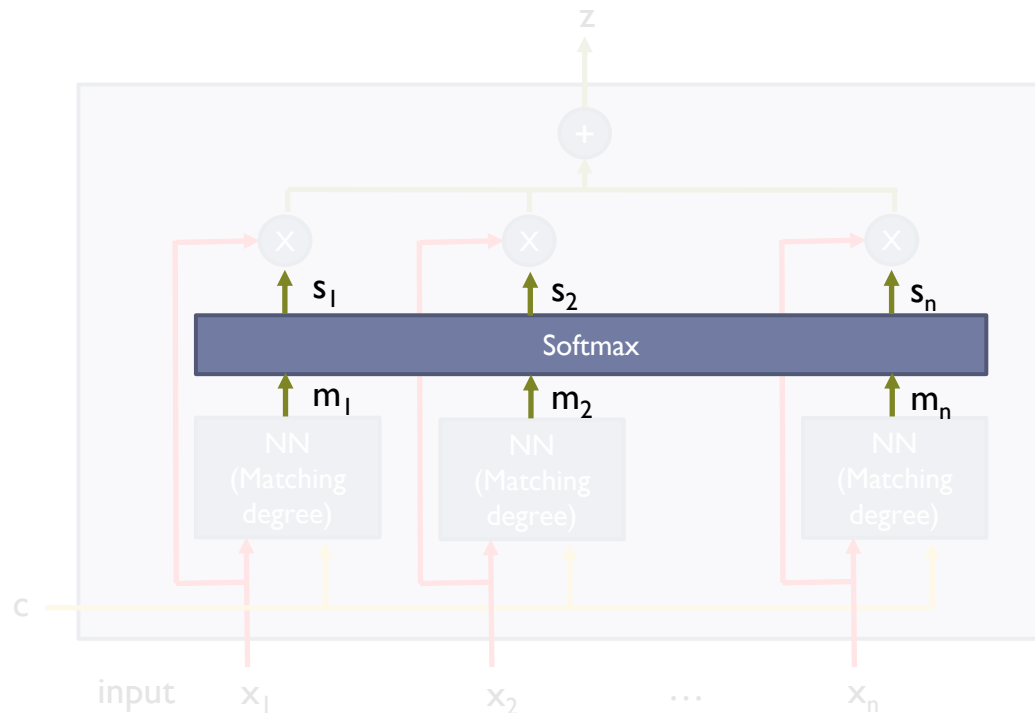 z
+
X X X
s1 s2 sn
Softmax
m1 m2 mn
NN
(Matching
degree)
NN
(Matching
degree)
NN
(Matching
degree)
c
input x1 x2 ... xn